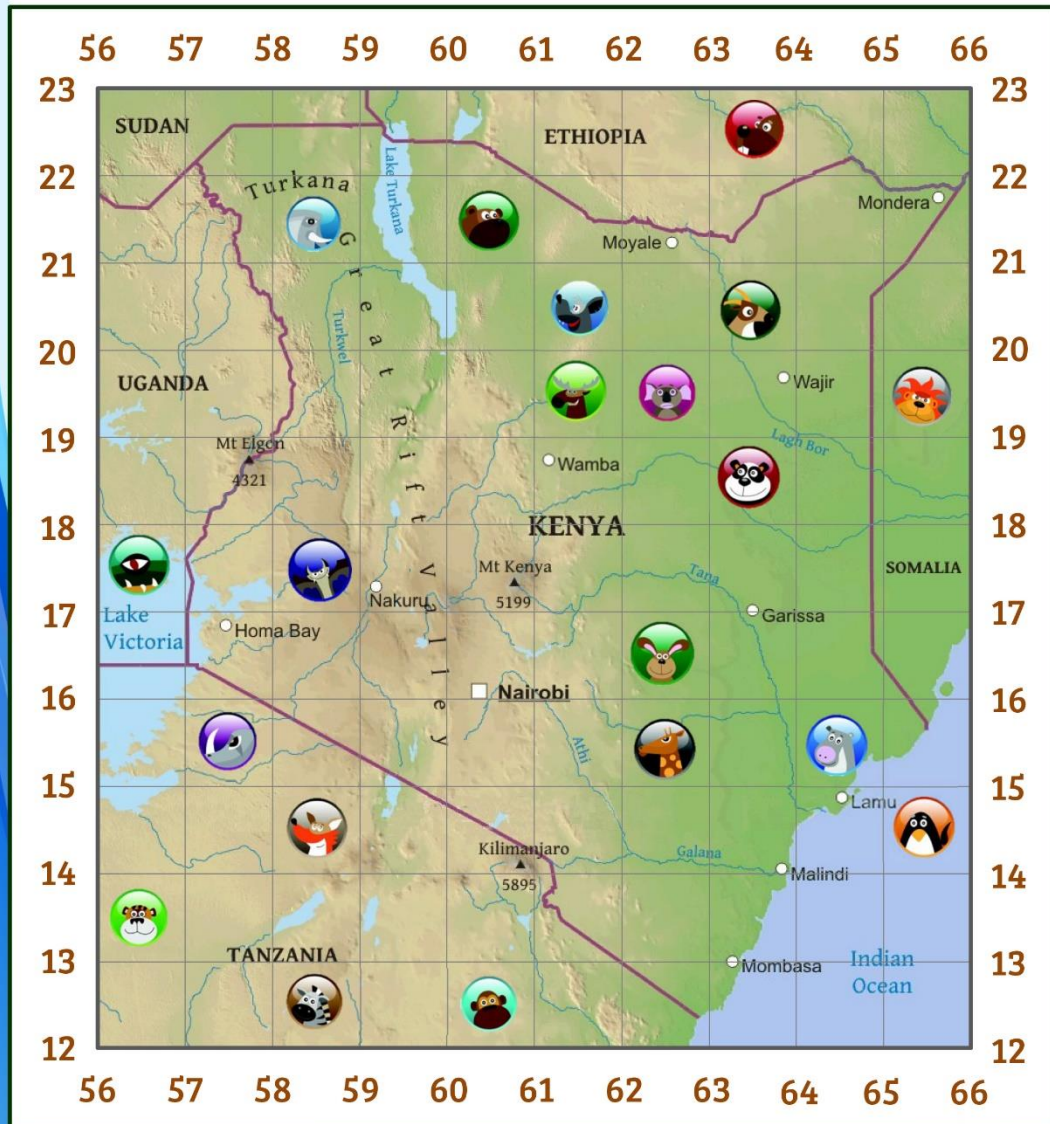 56 57 58 59 60 61 62 63 64 65 66
23 23
SUDAN
ETHIOPIA
Lake Turkana
22 22
Turkana
Mondera
Moyale
21 21
Great Rift Valley
Turkwel
20 20
UGANDA
Wajir
19 19
Mt Elgon
4321
Lagh Bor
Wamba
18 18
KENYA
Mt Kenya
5199
Tana
SOMALIA
Nakuru
17 17
Lake
Victoria
Homa Bay
Garissa
16 16
Nairobi
Athi
15 15
Lamu
Kilimanjaro
5895
Galana
14 14
Malindi
TANZANIA
13 13
Mombasa
Indian
Ocean
12 12
56 57 58 59 60 61 62 63 64 65 66